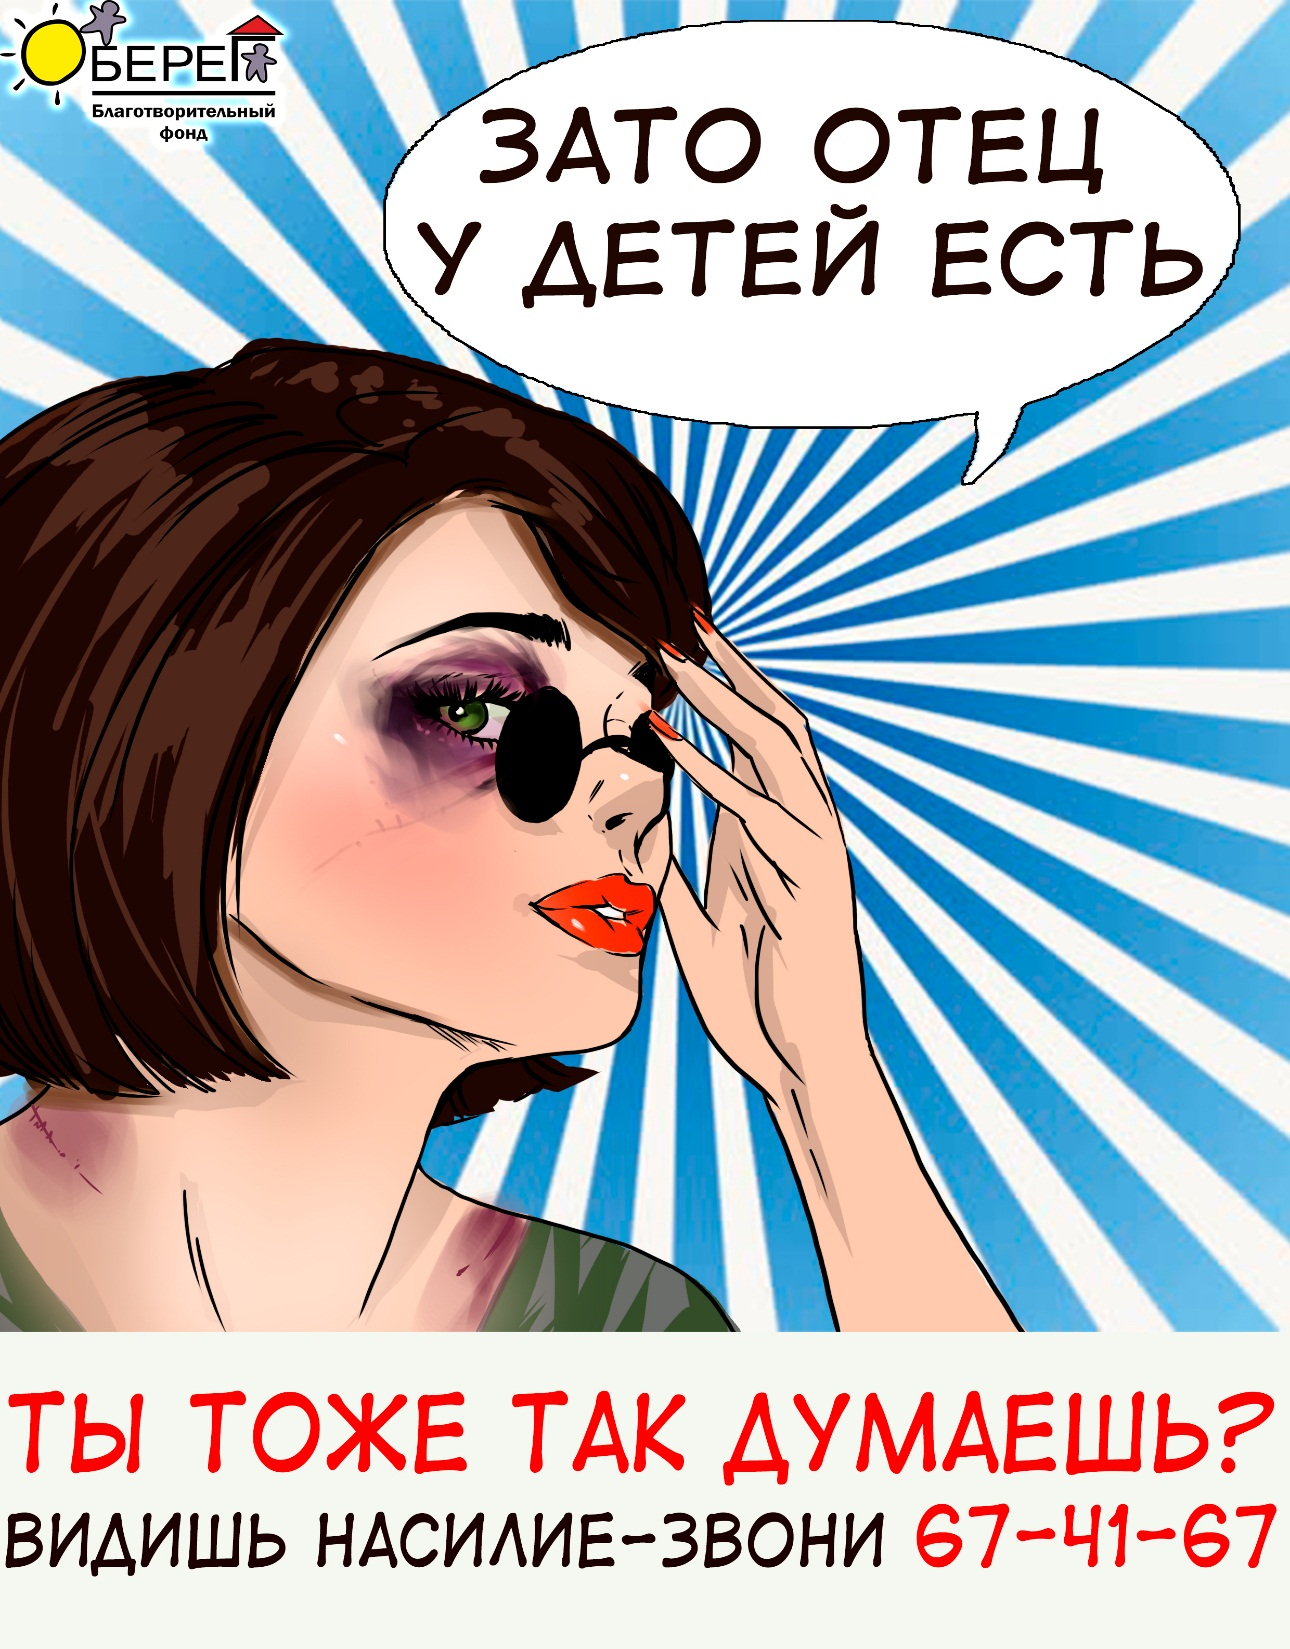 ОБЕРЕГ
Благотворительный
фонд
ЗАТО ОТЕЦ
У ДЕТЕЙ ЕСТЬ
ТЫ ТОЖЕ ТАК ДУМАЕШЬ?
ВИДИШЬ НАСИЛИЕ-ЗВОНИ 67-41-67